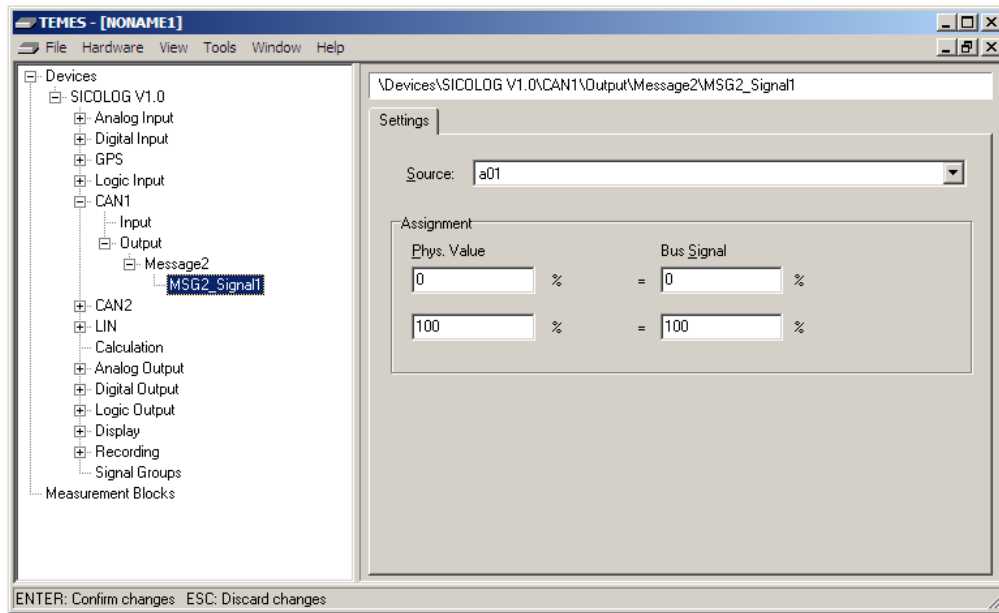 TEMES - [NONAME1]
File Hardware View Tools Window Help
Devices
SICOLOG V1.0
Analog Input
Digital Input
GPS
Logic Input
CAN1
Input
Output
Message2
MSG2_Signal1
CAN2
LIN
Calculation
Analog Output
Digital Output
Logic Output
Display
Recording
Signal Groups
Measurement Blocks
\Devices\SICOLOG V1.0\CAN1\Output\Message2\MSG2_Signal1
Settings
Source: a01
Assignment
Phys. Value Bus Signal
0 % = 0 %
100 % = 100 %
ENTER: Confirm changes ESC: Discard changes